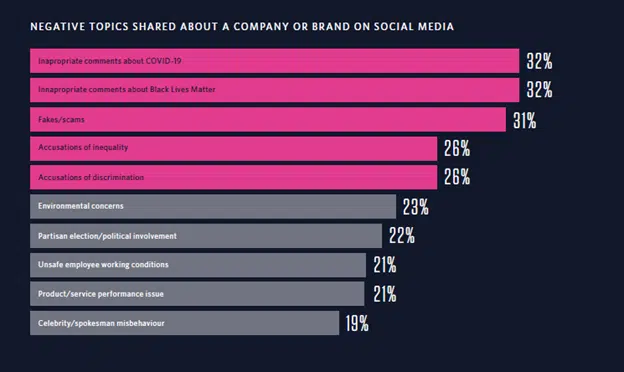 NEGATIVE TOPICS SHARED ABOUT A COMPANY OR BRAND ON SOCIAL MEDIA
Inapropriate comments about COVID-19 32%
Innapropriate comments about Black Lives Matter 32%
Fakes/scams 31%
Accusations of inequality 26%
Accusations of discrimination 26%
Environmental concerns 23%
Partisan election/political involvement 22%
Unsafe employee working conditions 21%
Product/service performance issue 21%
Celebrity/spokesman misbehaviour 19%